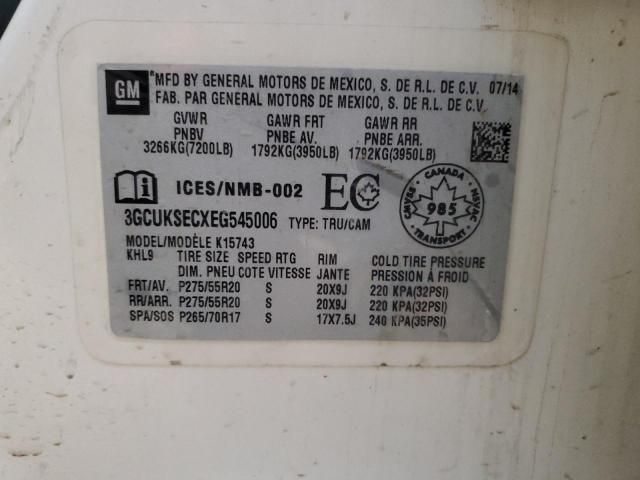 GM
*MFD BY GENERAL MOTORS DE MEXICO, S. DE R.L. DE C.V. 07/14
FAB. PAR GENERAL MOTORS DE MEXICO, S. DE R.L. DE C.V.
GVWR GAWR FRT GAWR RR
PNBV PNBE AV. PNBE ARR.
3266KG(7200LB) 1792KG(3950LB) 1792KG(3950LB)
ICES/NMB-002 EC
CANADA
CMVSS 985 NSVAC
TRANSPORT
3GCUKSECXEG545006 TYPE: TRU/CAM
MODEL/MODÈLE K15743
KHL9 TIRE SIZE SPEED RTG RIM COLD TIRE PRESSURE
DIM. PNEU COTE VITESSE JANTE PRESSION À FROID
FRT/AV. P275/55R20 S 20X9J 220 KPA(32PSI)
RR/ARR. P275/55R20 S 20X9J 220 KPA(32PSI)
SPA/SOS P265/70R17 S 17X7.5J 240 KPA(35PSI)